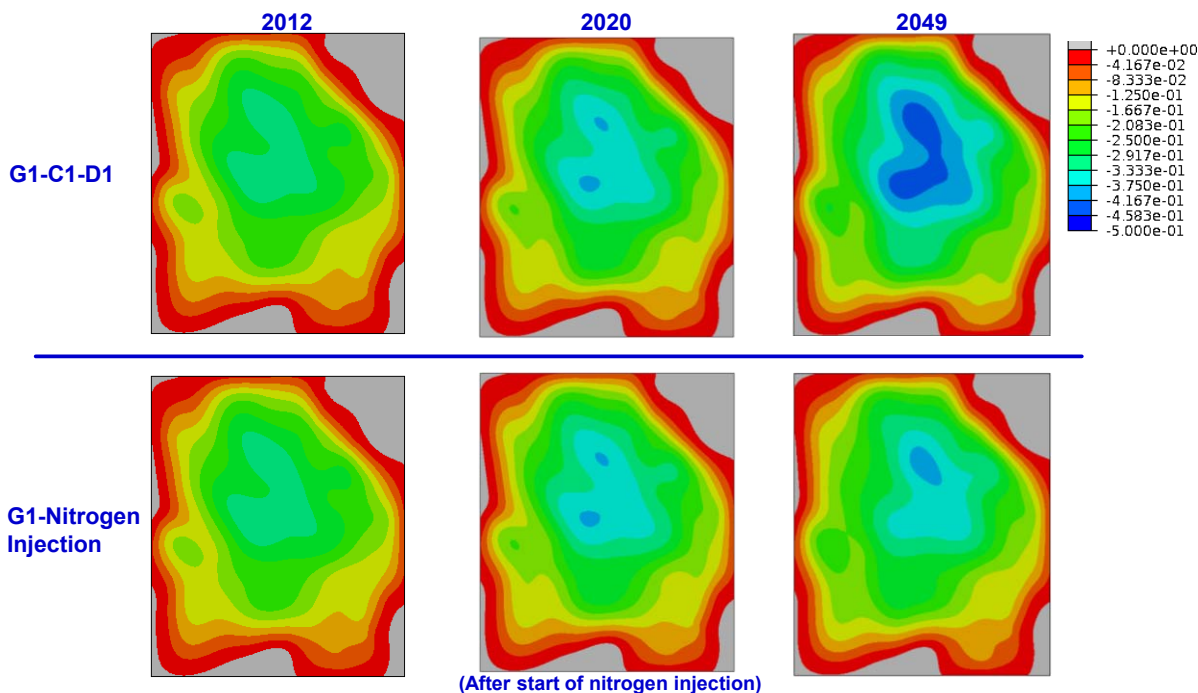 2012
2020
2049
+0.000e+00
-4.167e-02
-8.333e-02
-1.250e-01
-1.667e-01
-2.083e-01
-2.500e-01
-2.917e-01
-3.333e-01
-3.750e-01
-4.167e-01
-4.583e-01
-5.000e-01
G1-C1-D1
G1-Nitrogen
Injection
(After start of nitrogen injection)